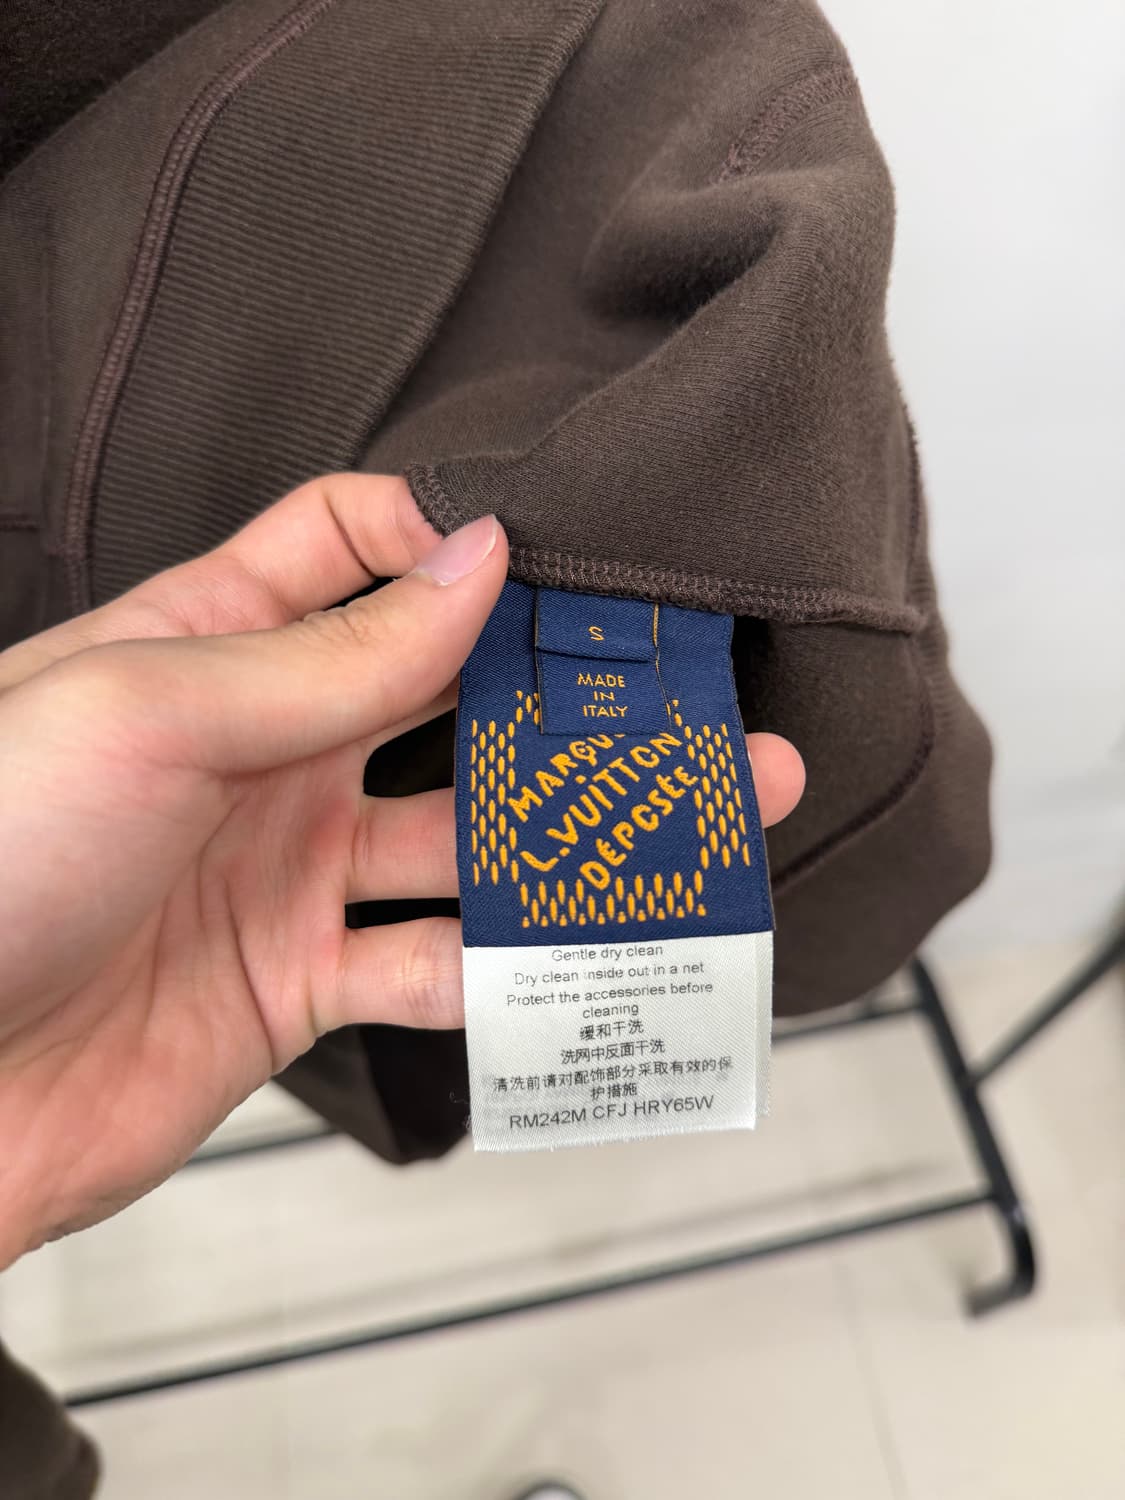 S
MADE
IN
ITALY
L.VUITTON
DÉPOSÉE
Gentle dry clean
Dry clean inside out in a net
Protect the accessories before
cleaning
缓和干洗
洗网中反面干洗
清洗前请对配饰部分采取有效的保
护措施
RM242M CFJ HRY65W